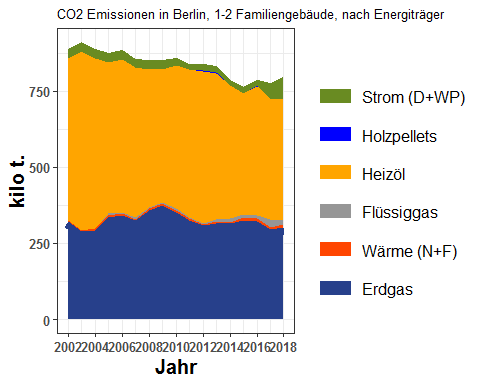 CO2 Emissionen in Berlin, 1-2 Familiengebäude, nach Energiträger
kilo t.
750
500
250
0
2002 2004 2006 2008 2010 2012 2014 2016 2018
Jahr
Strom (D+WP)
Holzpellets
Heizöl
Flüssiggas
Wärme (N+F)
Erdgas